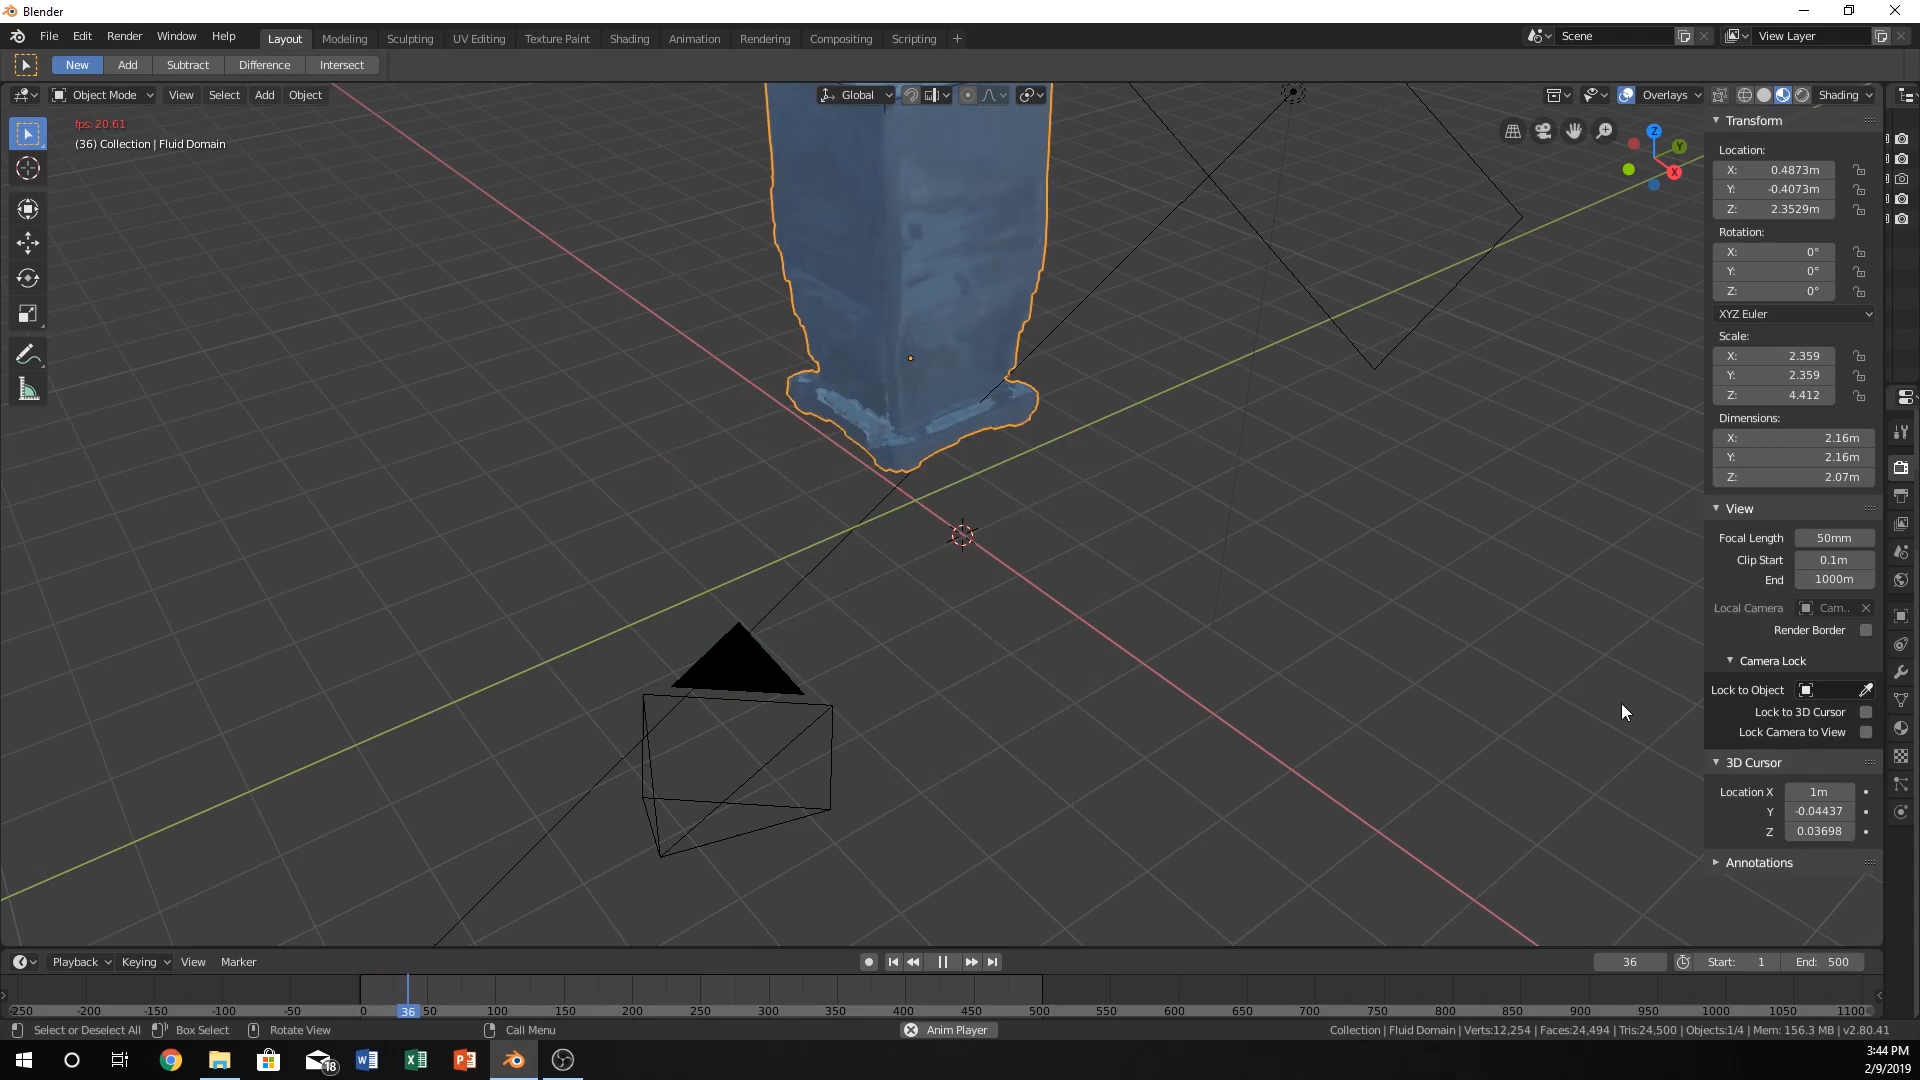 Blender
File Edit Render Window Help Layout Modeling Sculpting UV Editing Texture Paint Shading Animation Rendering Compositing Scripting + Scene View Layer
New Add Subtract Difference Intersect
Object Mode View Select Add Object Global Overlays Shading
fps: 20.61
(36) Collection | Fluid Domain
Transform
Location:
X: 0.4873m
Y: -0.4073m
Z: 2.3529m
Rotation:
X: 0°
Y: 0°
Z: 0°
XYZ Euler
Scale:
X: 2.359
Y: 2.359
Z: 4.412
Dimensions:
X: 2.16m
Y: 2.16m
Z: 2.07m
View
Focal Length 50mm
Clip Start 0.1m
End 1000m
Local Camera Cam..
Render Border
Camera Lock
Lock to Object
Lock to 3D Cursor
Lock Camera to View
3D Cursor
Location X 1m
Y -0.04437
Z 0.03698
Annotations
Z
Y
X
Playback Keying View Marker 36 Start: 1 End: 500
-250 -200 -150 -100 -50 0 36 50 100 150 200 250 300 350 400 450 500 550 600 650 700 750 800 850 900 950 1000 1050 1100
Select or Deselect All Box Select Rotate View Call Menu Anim Player Collection | Fluid Domain | Verts:12,254 | Faces:24,494 | Tris:24,500 | Objects:1/4 | Mem: 156.3 MB | v2.80.41
18
3:44 PM
2/9/2019